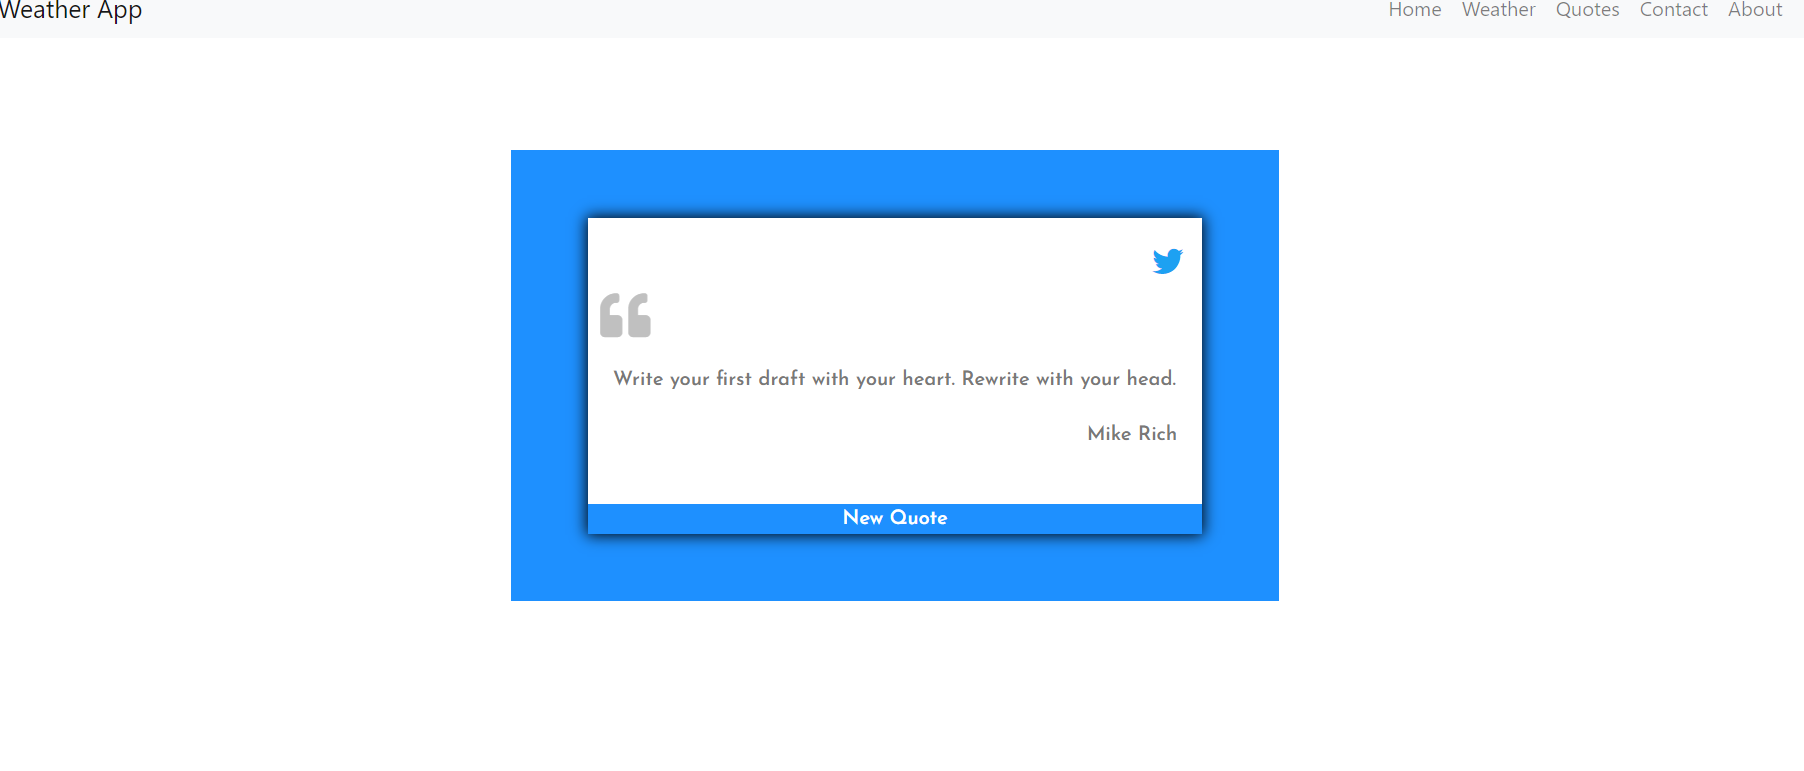 Weather App
Home Weather Quotes Contact About
Write your first draft with your heart. Rewrite with your head.
Mike Rich
New Quote